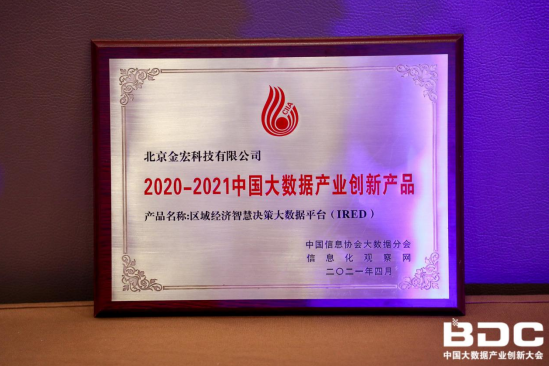 CIIA
北京金宏科技有限公司
2020-2021中国大数据产业创新产品
产品名称:区域经济智慧决策大数据平台（IRED）
中国信息协会大数据分会
信息化观察网
二〇二一年四月
BDC
中国大数据产业创新大会